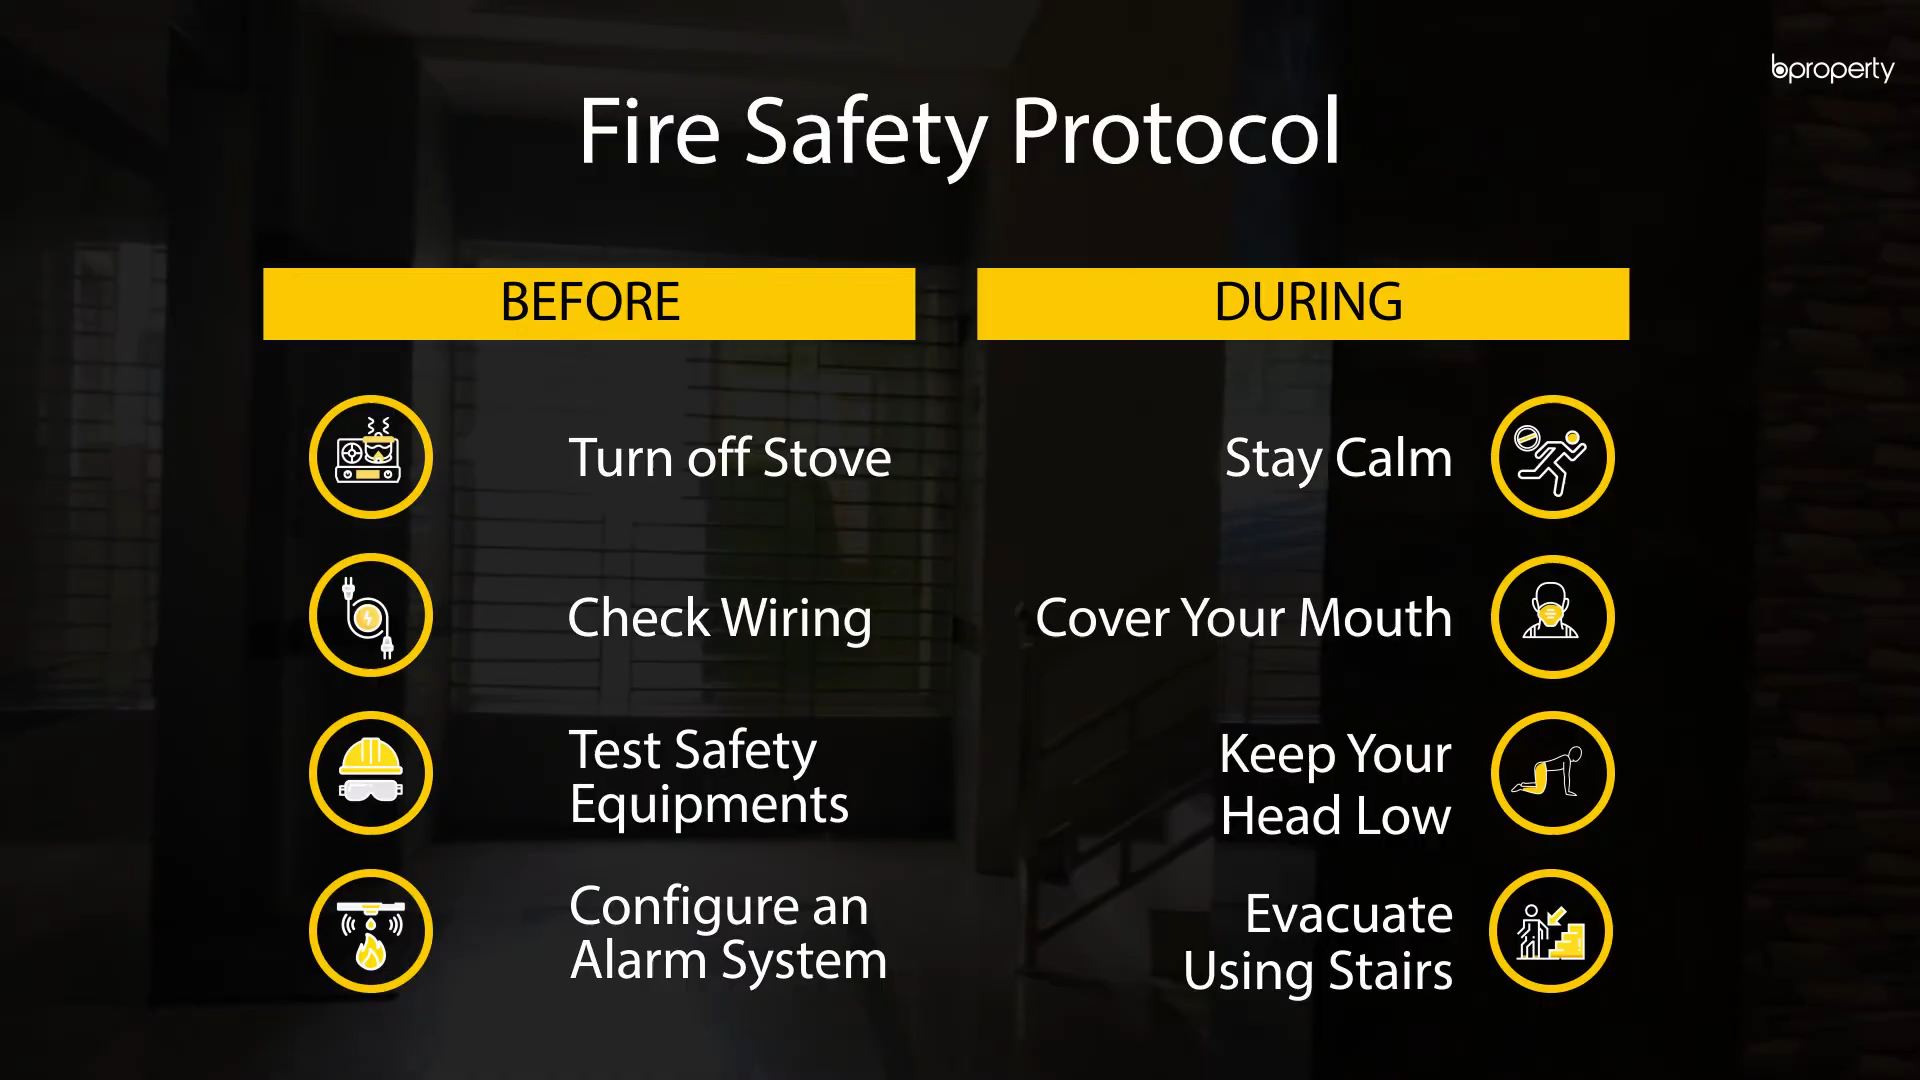 bproperty
Fire Safety Protocol
BEFORE
Turn off Stove
Check Wiring
Test Safety
Equipments
Configure an
Alarm System
DURING
Stay Calm
Cover Your Mouth
Keep Your
Head Low
Evacuate
Using Stairs